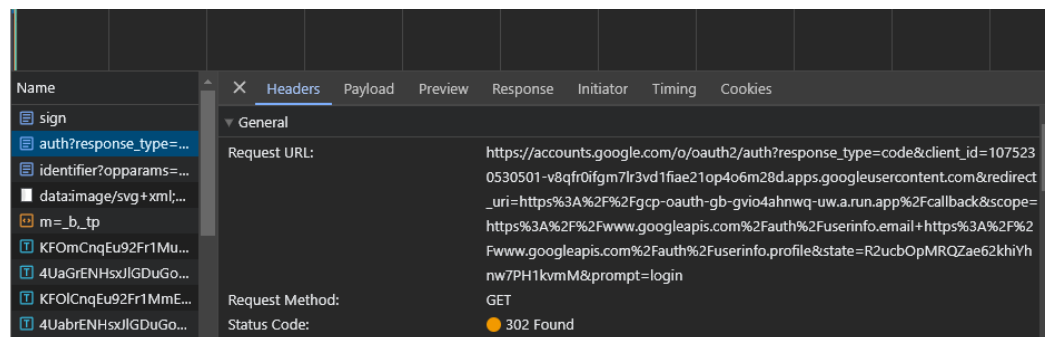 Name
Headers Payload Preview Response Initiator Timing Cookies
sign
General
auth?response_type=...
Request URL:
https://accounts.google.com/o/oauth2/auth?response_type=code&client_id=107523
0530501-v8qfr0ifgm7lr3vd1fiae21op4o6m28d.apps.googleusercontent.com&redirect
_uri=https%3A%2F%2Fgcp-oauth-gb-gvio4ahnwq-uw.a.run.app%2Fcallback&scope=
https%3A%2F%2Fwww.googleapis.com%2Fauth%2Fuserinfo.email+https%3A%2F%2
Fwww.googleapis.com%2Fauth%2Fuserinfo.profile&state=R2ucbOpMRQZae62khiYh
nw7PH1kvmM&prompt=login
identifier?opparams=...
data:image/svg+xml;...
m=_b,_tp
KFOmCnqEu92Fr1Mu...
4UaGrENHsxJlGDuGo...
KFOlCnqEu92Fr1MmE...
Request Method:
GET
4UabrENHsxJlGDuGo...
Status Code:
302 Found